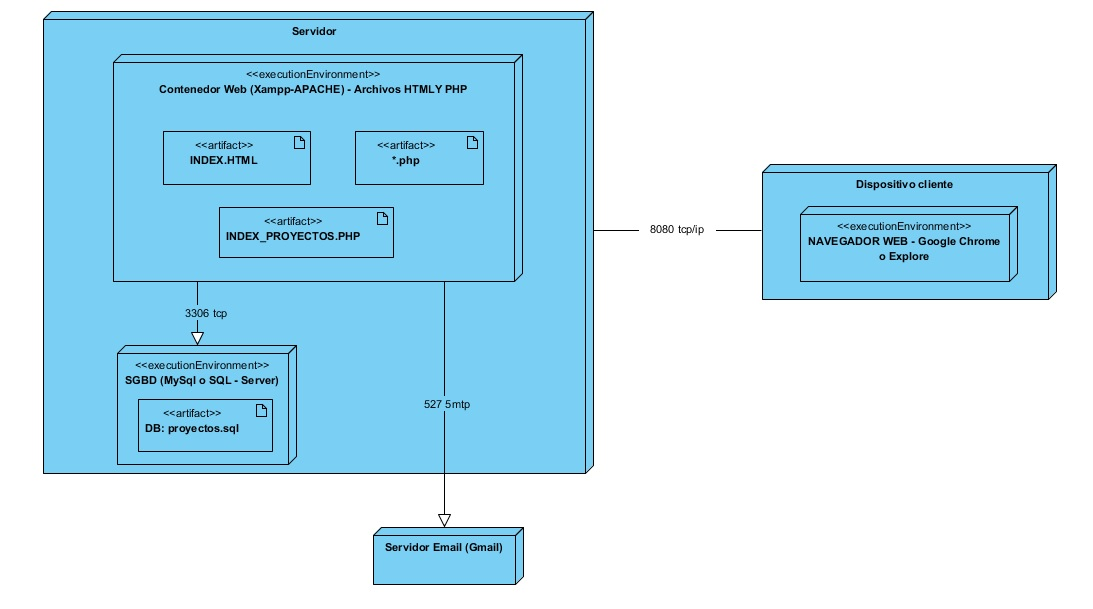 Servidor
<<executionEnvironment>>
Contenedor Web (Xampp-APACHE) - Archivos HTMLY PHP
<<artifact>>
INDEX.HTML
<<artifact>>
*.php
<<artifact>>
INDEX_PROYECTOS.PHP
3306 tcp
<<executionEnvironment>>
SGBD (MySql o SQL - Server)
<<artifact>>
DB: proyectos.sql
527 5mtp
Servidor Email (Gmail)
8080 tcp/ip
Dispositivo cliente
<<executionEnvironment>>
NAVEGADOR WEB - Google Chrome
o Explore